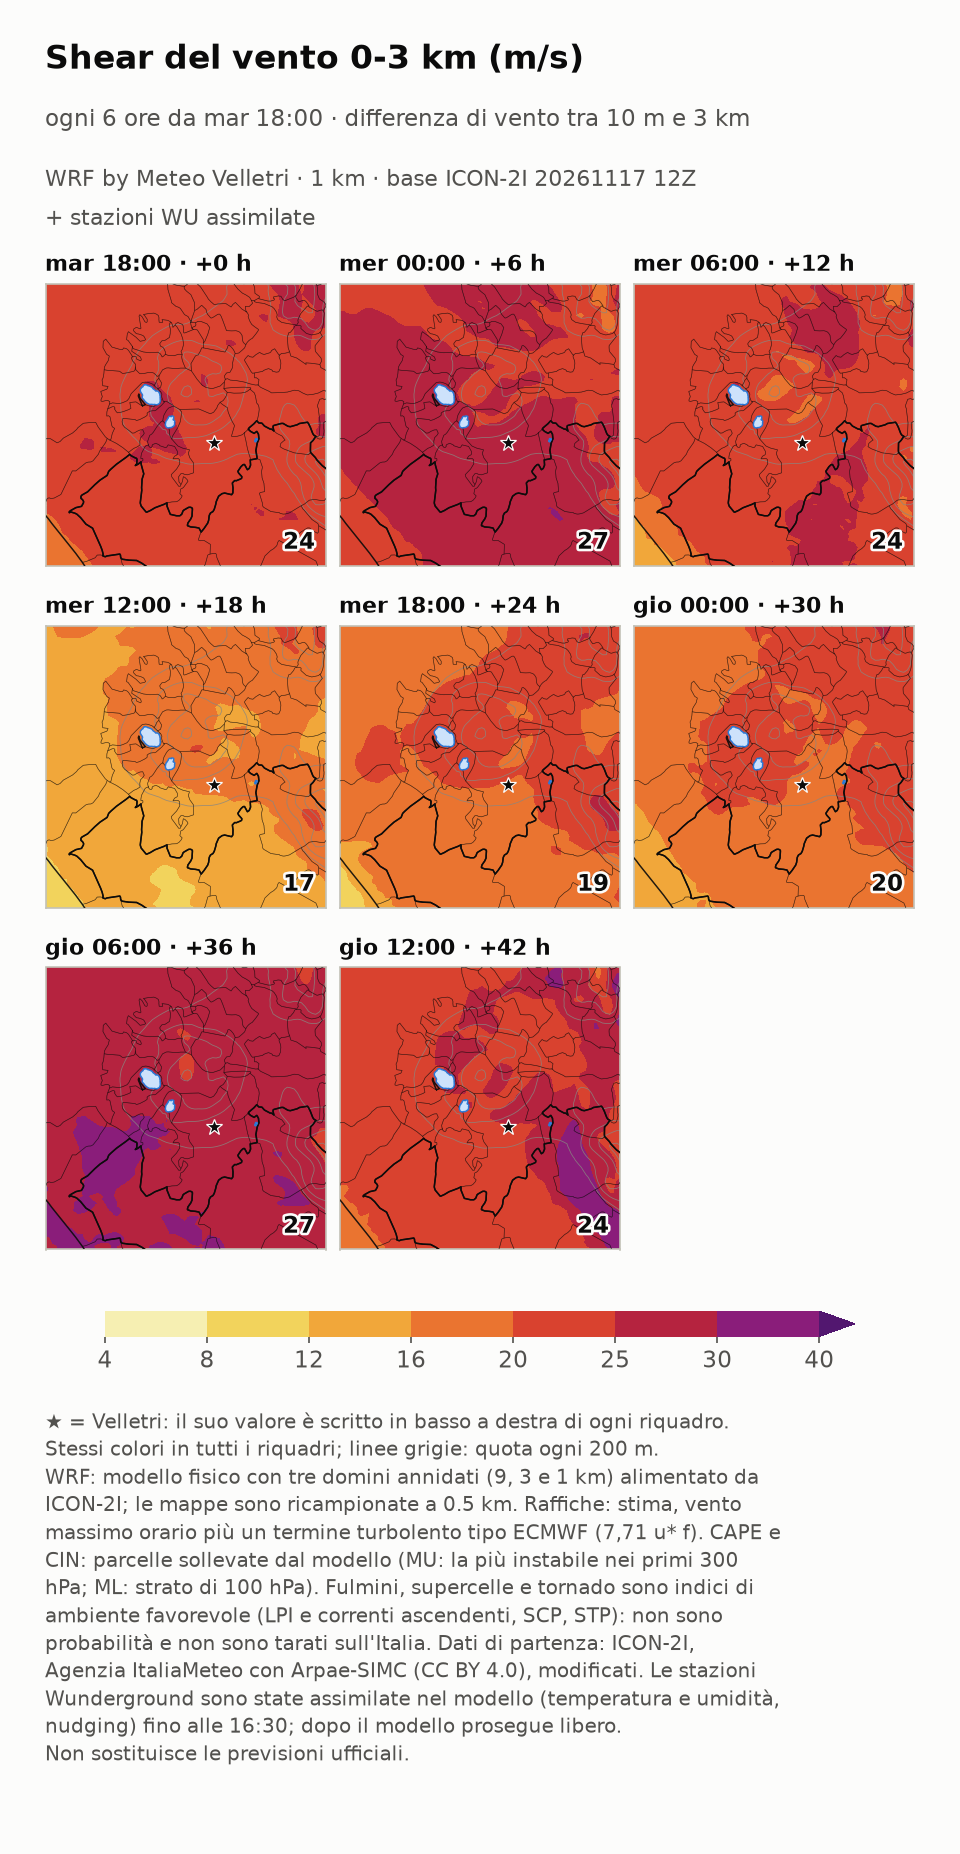 Shear del vento 0-3 km (m/s)
ogni 6 ore da mar 18:00 · differenza di vento tra 10 m e 3 km
WRF by Meteo Velletri · 1 km · base ICON-2I 20261117 12Z
+ stazioni WU assimilate
mar 18:00 · +0 h
mer 00:00 · +6 h
mer 06:00 · +12 h
24
27
24
mer 12:00 · +18 h
mer 18:00 · +24 h
gio 00:00 · +30 h
17
19
20
gio 06:00 · +36 h
gio 12:00 · +42 h
27
24
4 8 12 16 20 25 30 40
★ = Velletri: il suo valore è scritto in basso a destra di ogni riquadro.
Stessi colori in tutti i riquadri; linee grigie: quota ogni 200 m.
WRF: modello fisico con tre domini annidati (9, 3 e 1 km) alimentato da
ICON-2I; le mappe sono ricampionate a 0.5 km. Raffiche: stima, vento
massimo orario più un termine turbolento tipo ECMWF (7,71 u* f). CAPE e
CIN: parcelle sollevate dal modello (MU: la più instabile nei primi 300
hPa; ML: strato di 100 hPa). Fulmini, supercelle e tornado sono indici di
ambiente favorevole (LPI e correnti ascendenti, SCP, STP): non sono
probabilità e non sono tarati sull'Italia. Dati di partenza: ICON-2I,
Agenzia ItaliaMeteo con Arpae-SIMC (CC BY 4.0), modificati. Le stazioni
Wunderground sono state assimilate nel modello (temperatura e umidità,
nudging) fino alle 16:30; dopo il modello prosegue libero.
Non sostituisce le previsioni ufficiali.